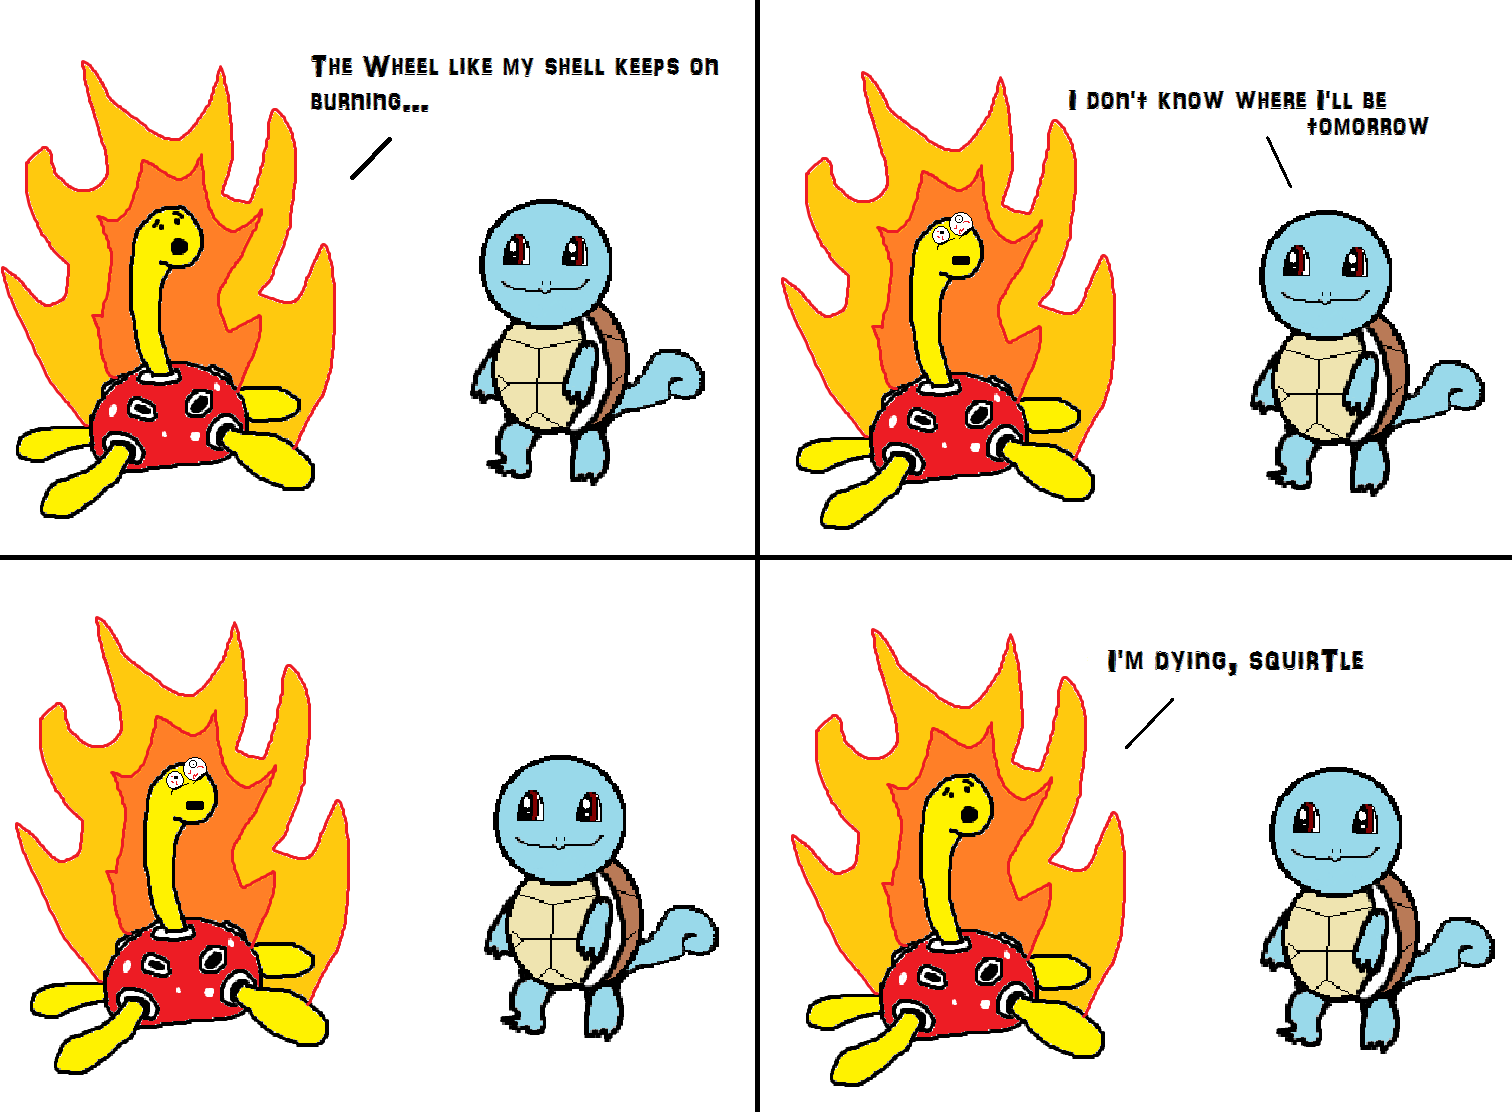 The Wheel like my shell keeps on
burning...
I don't know where I'll be
tomorrow
I'm dying, squirTle